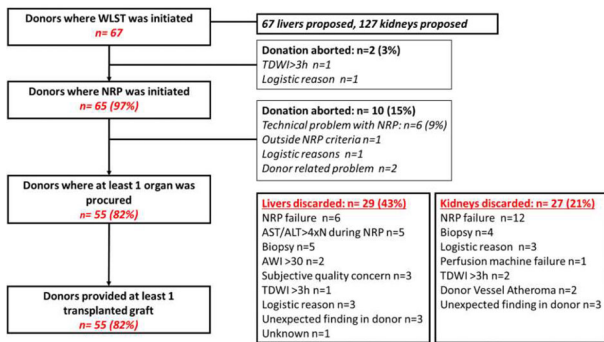 Donors where WLST was initiated
n= 67
67 livers proposed, 127 kidneys proposed
Donation aborted: n=2 (3%)
TDWI>3h n=1
Logistic reason n=1
Donors where NRP was initiated
n= 65 (97%)
Donation aborted: n= 10 (15%)
Technical problem with NRP: n=6 (9%)
Outside NRP criteria n=1
Logistic reasons n=1
Donor related problem n=2
Donors where at least 1 organ was
procured
n= 55 (82%)
Livers discarded: n= 29 (43%)
NRP failure n=6
AST/ALT>4xN during NRP n=5
Biopsy n=5
AWI >30 n=2
Subjective quality concern n=3
TDWI>3h n=1
Logistic reason n=3
Unexpected finding in donor n=3
Unknown n=1
Kidneys discarded: n= 27 (21%)
NRP failure n=12
Biopsy n=4
Logistic reason n=3
Perfusion machine failure n=1
TDWI >3h n=2
Donor Vessel Atheroma n=2
Unexpected finding in donor n=3
Donors provided at least 1
transplanted graft
n= 55 (82%)